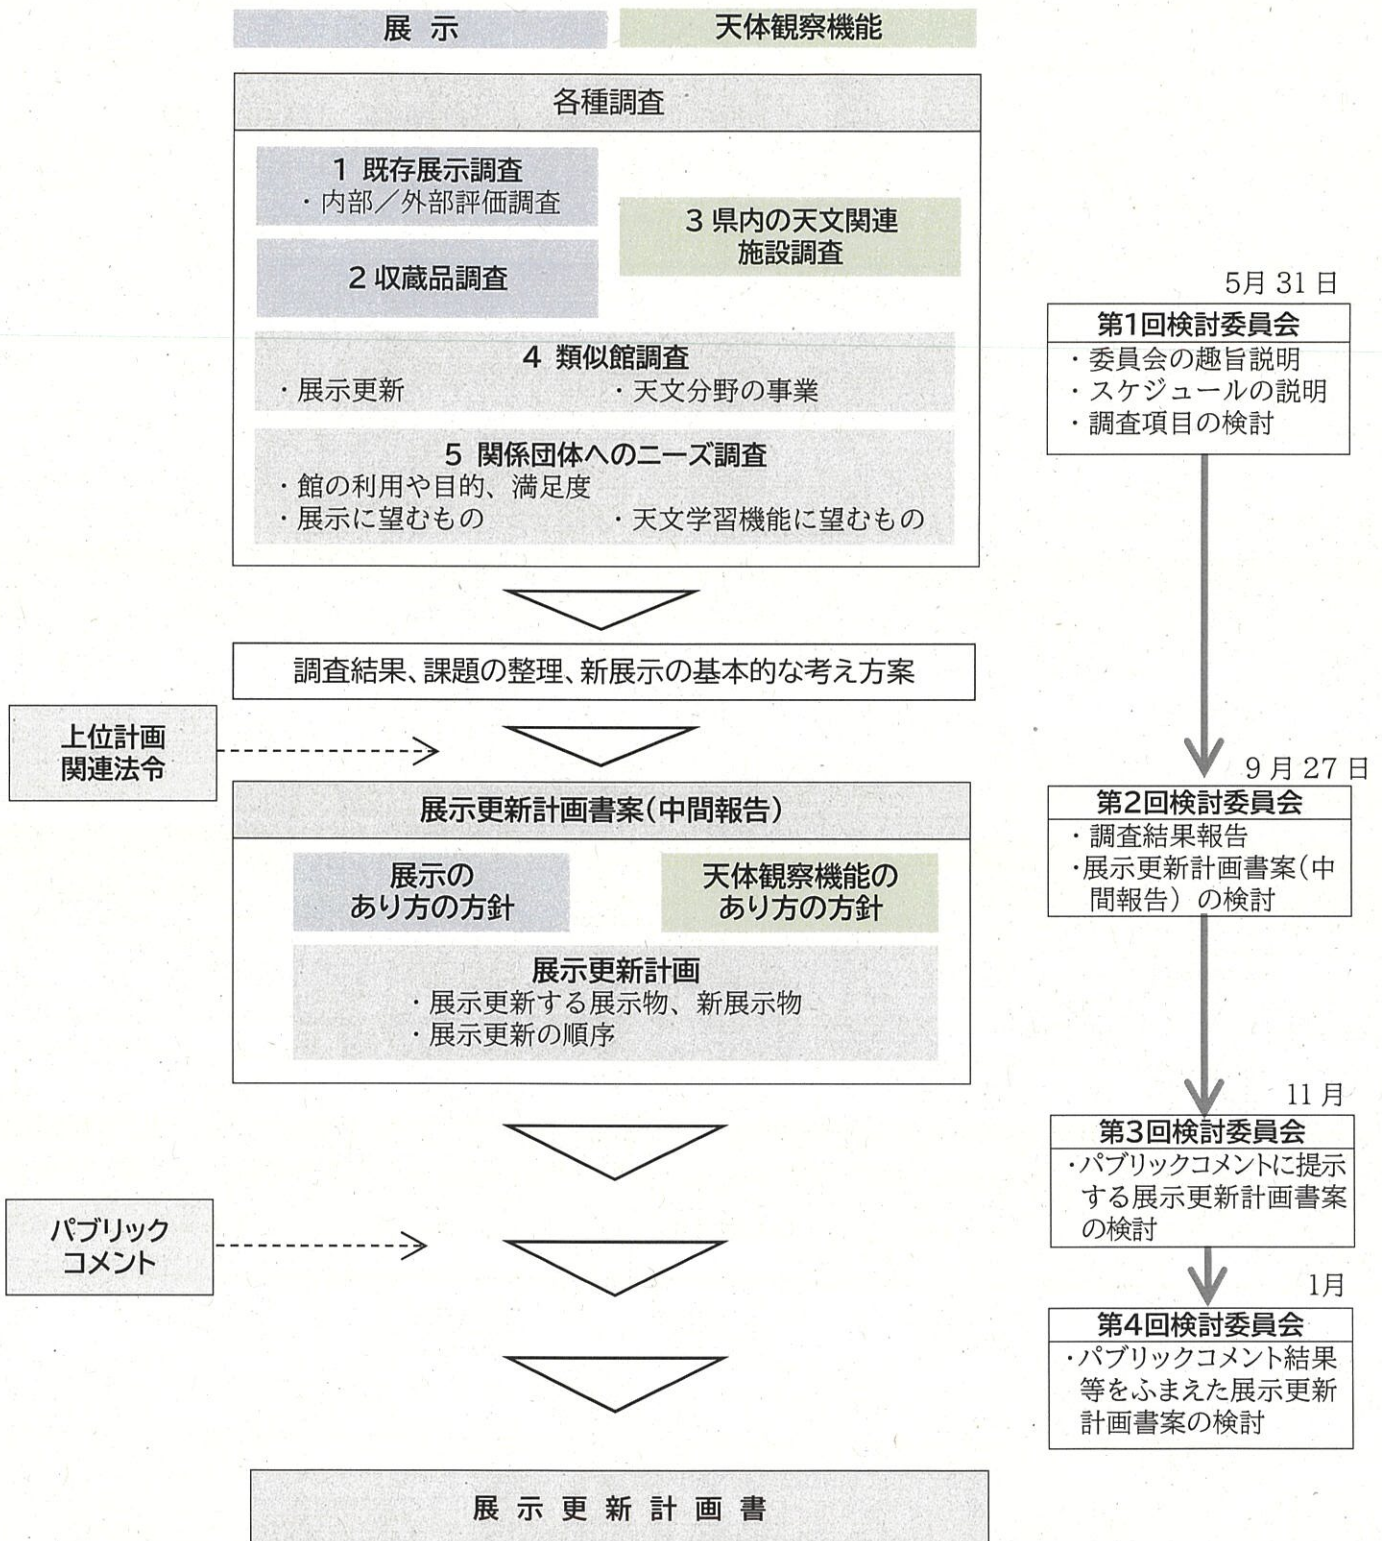 展 示
天体観察機能
各種調査
1 既存展示調査
・内部／外部評価調査
2 収蔵品調査
3 県内の天文関連
施設調査
4 類似館調査
・展示更新 ・天文分野の事業
5 関係団体へのニーズ調査
・館の利用や目的、満足度
・展示に望むもの ・天文学習機能に望むもの
調査結果、課題の整理、新展示の基本的な考え方案
上位計画
関連法令
展示更新計画書案（中間報告）
展示の
あり方の方針
天体観察機能の
あり方の方針
展示更新計画
・展示更新する展示物、新展示物
・展示更新の順序
パブリック
コメント
展 示 更 新 計 画 書
5月 31 日
第1回検討委員会
・委員会の趣旨説明
・スケジュールの説明
・調査項目の検討
9 月 27 日
第2回検討委員会
・調査結果報告
・展示更新計画書案（中
間報告）の検討
11 月
第3回検討委員会
・パブリックコメントに提示
する展示更新計画書案
の検討
1月
第4回検討委員会
・パブリックコメント結果
等をふまえた展示更新
計画書案の検討